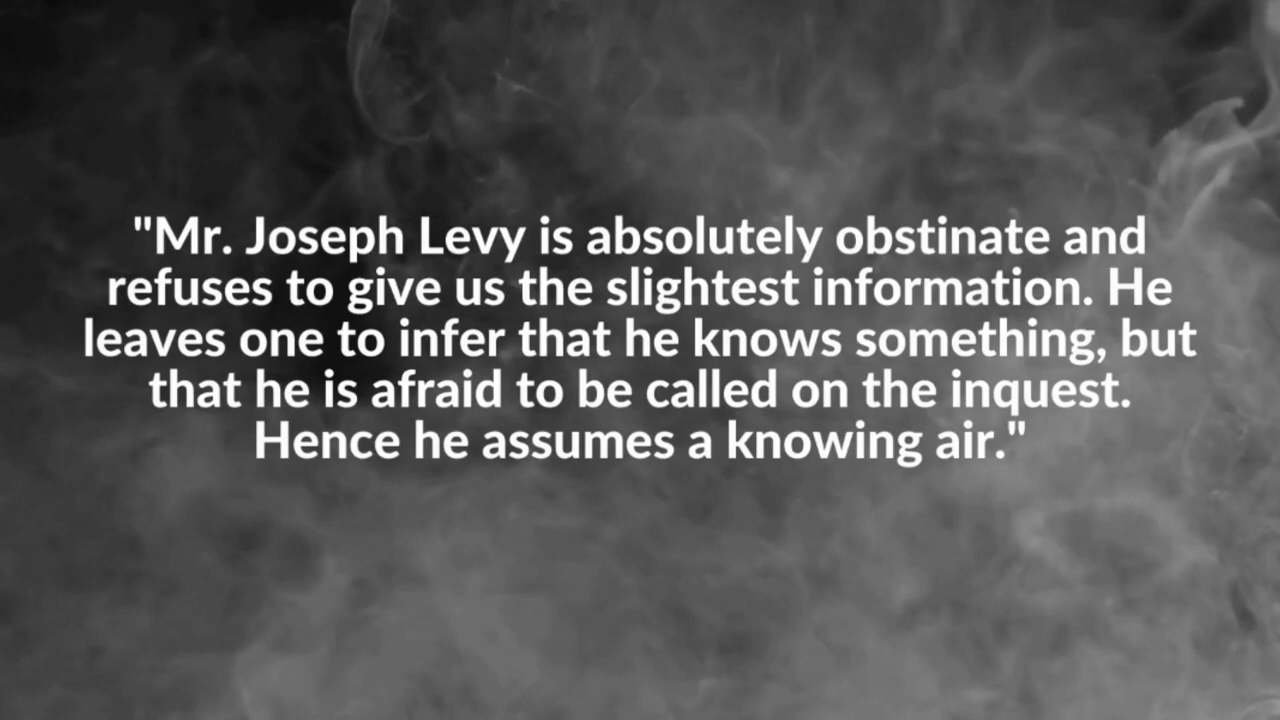 "Mr. Joseph Levy is absolutely obstinate and
refuses to give us the slightest information. He
leaves one to infer that he knows something, but
that he is afraid to be called on the inquest.
Hence he assumes a knowing air."